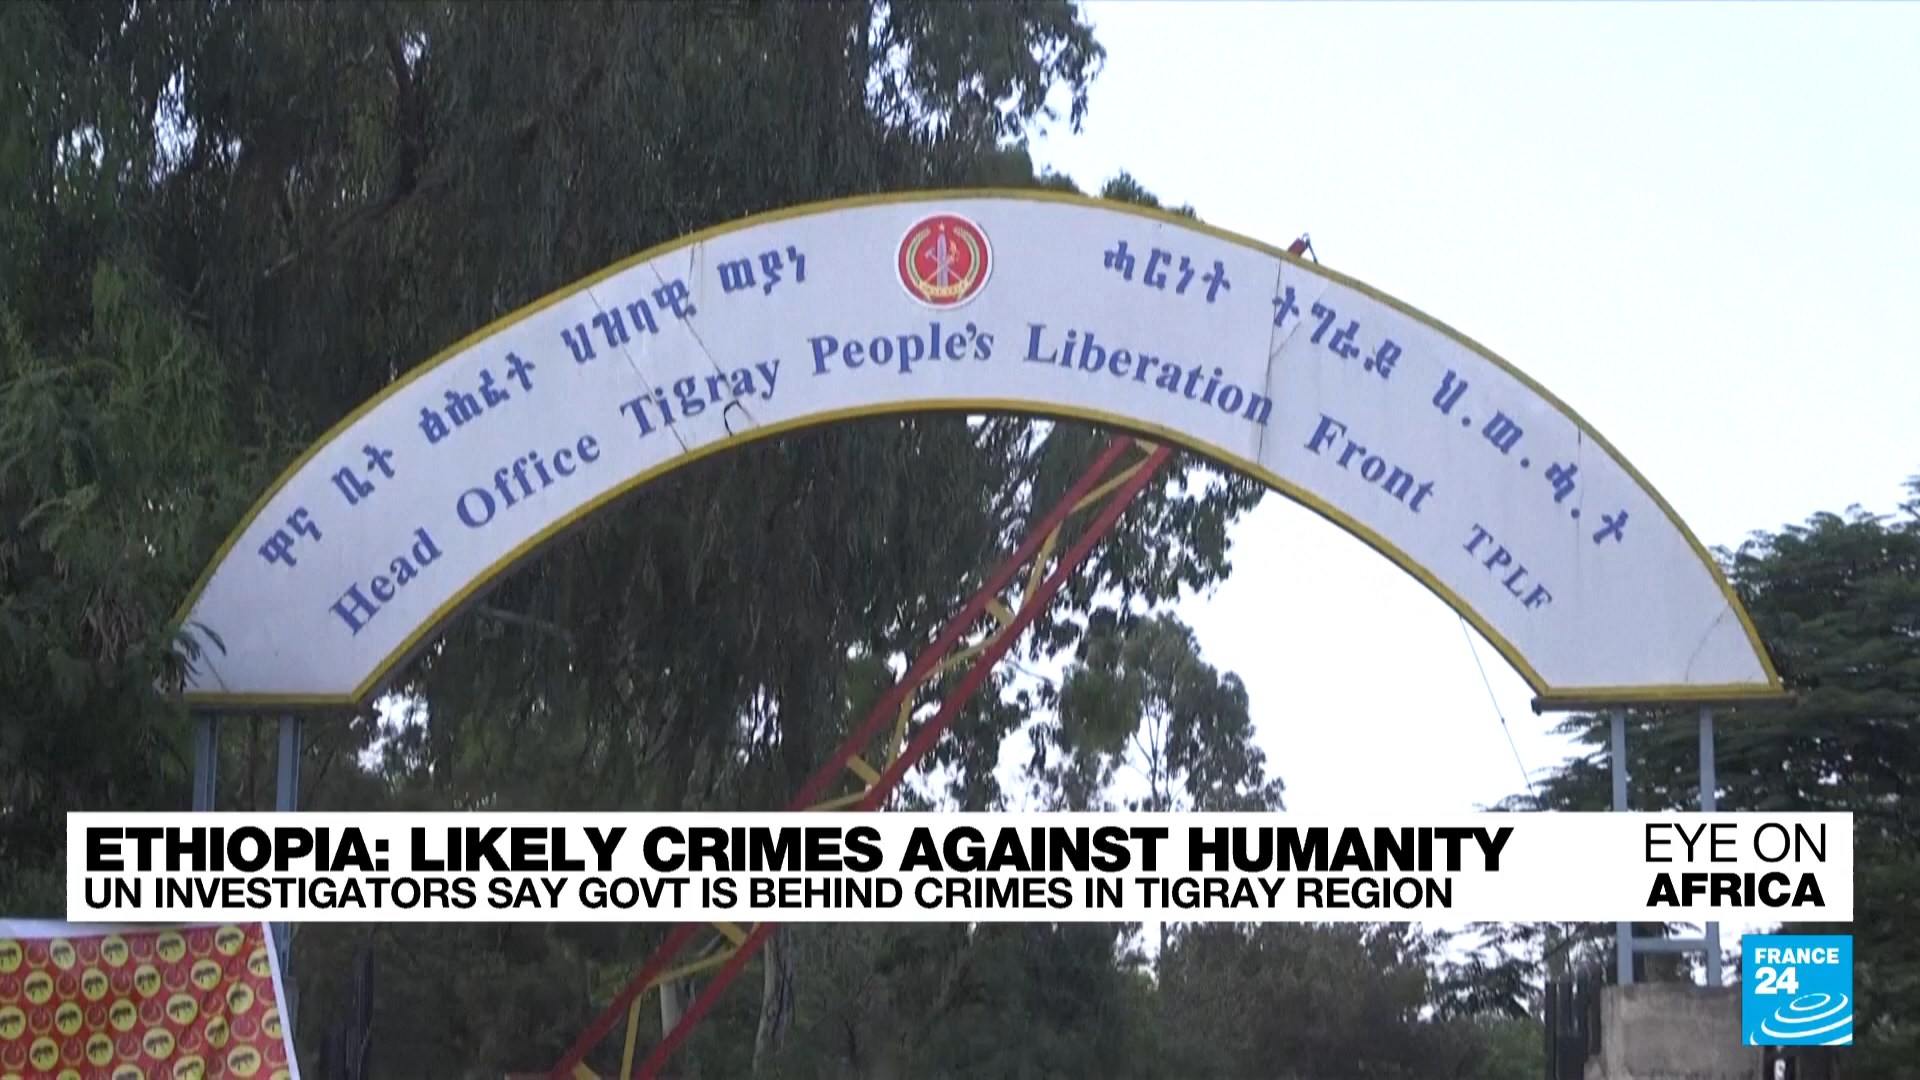 ዋና ቤት ፅሕፈት ህዝባዊ ወያነ ሓርነት ትግራይ ህ.ወ.ሓ.ት
Head Office Tigray People's Liberation Front TPLF
ETHIOPIA: LIKELY CRIMES AGAINST HUMANITY
UN INVESTIGATORS SAY GOVT IS BEHIND CRIMES IN TIGRAY REGION
EYE ON
AFRICA
FRANCE
24